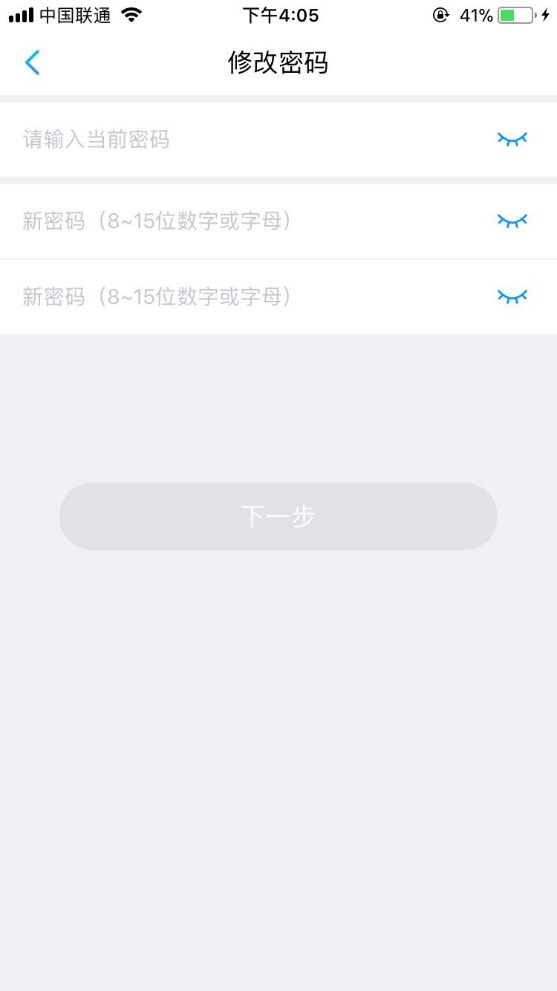 中国联通 下午4:05 41%
修改密码
请输入当前密码
新密码（8~15位数字或字母）
新密码（8~15位数字或字母）
下一步